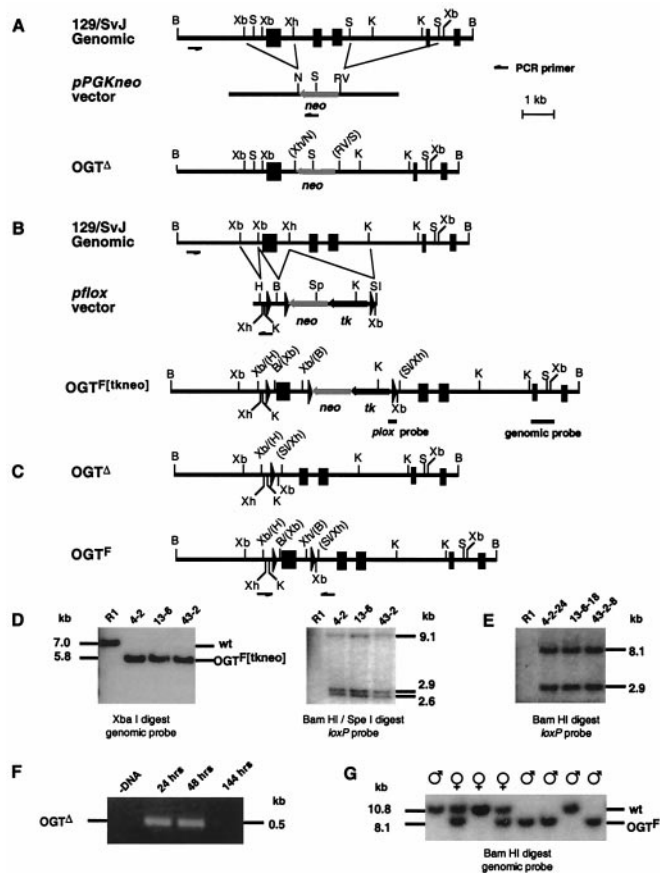 A
129/SvJ
Genomic
B Xb S Xb Xh S K K S Xb B
pPGKneo
vector
N S RV
neo
PCR primer
1 kb
OGTΔ
B Xb S Xb (Xh/N) S (RV/S) K K S Xb B
neo
B
129/SvJ
Genomic
B Xb Xb Xh K K S Xb B
pflox
vector
H B Sp K Sl
neo tk Xb
Xh K
OGTF[tkneo]
B Xb Xb/(H) B/(Xb) Xb/(B) K (Sl/Xh) K K S Xb B
Xh K neo tk Xb
plox probe
genomic probe
C
OGTΔ
B Xb Xb/(H) (Sl/Xh) K K S Xb B
Xh K Xb
OGTF
B Xb Xb/(H) B/(Xb) Xh/(B) (Sl/Xh) K K S Xb B
Xh K Xb
D
kb
R1 4-2 13-6 43-2
7.0
5.8
wt
OGTF[tkneo]
Xba I digest
genomic probe
R1 4-2 13-6 43-2
kb
9.1
2.9
2.6
Bam HI / Spe I digest
loxP probe
E
R1 4-2-24 13-6-18 43-2-8
kb
8.1
2.9
Bam HI digest
loxP probe
F
-DNA 24 hrs 48 hrs 144 hrs
OGTΔ
kb
0.5
G
♂ ♀ ♀ ♀ ♂ ♂ ♂ ♂
kb
10.8
8.1
wt
OGTF
Bam HI digest
genomic probe